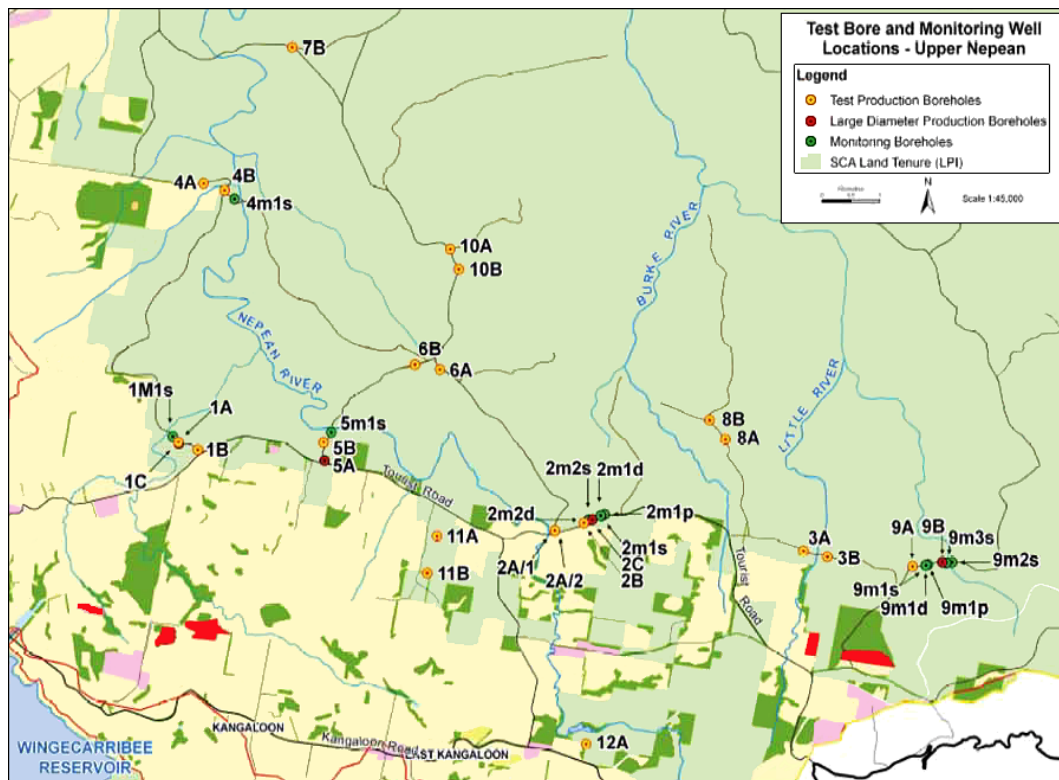 Test Bore and Monitoring Well
Locations - Upper Nepean
Legend
Test Production Boreholes
Large Diameter Production Boreholes
Monitoring Boreholes
SCA Land Tenure (LPI)
Kilometres
N
Scale 1:45,000
7B
4A
4B
4m1s
10A
10B
BURKE RIVER
NEPEAN RIVER
LITTLE RIVER
6B
6A
1M1s
1A
1B
1C
5m1s
5B
5A
Tourist Road
8B
8A
2m2s
2m1d
2m2d
2m1p
2m1s
2C
2B
2A/1
2A/2
11A
11B
3A
3B
Tourist Road
9A
9B
9m3s
9m2s
9m1s
9m1d
9m1p
KANGALOON
Kangaloon Road
EAST KANGALOON
12A
WINGECARRIBEE
RESERVOIR